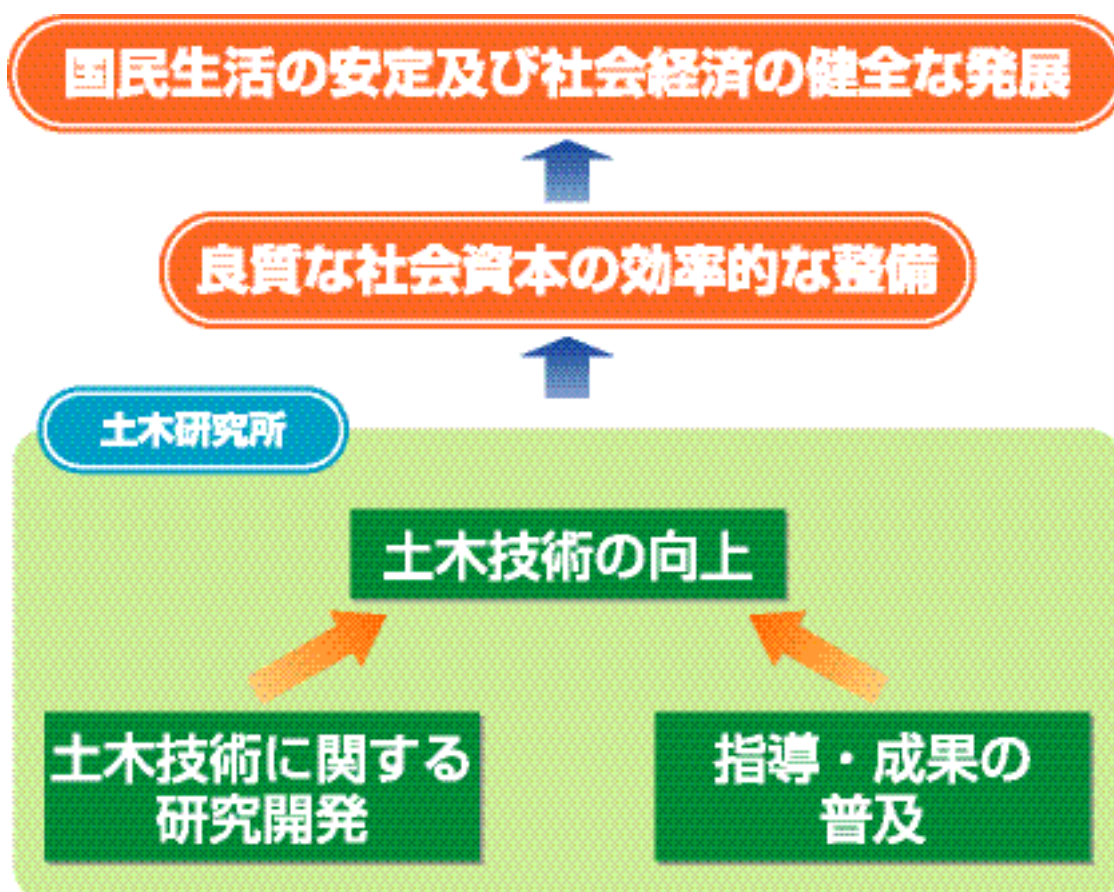 国民生活の安定及び社会経済の健全な発展
良質な社会資本の効率的な整備
土木研究所
土木技術の向上
土木技術に関する
研究開発
指導・成果の
普及